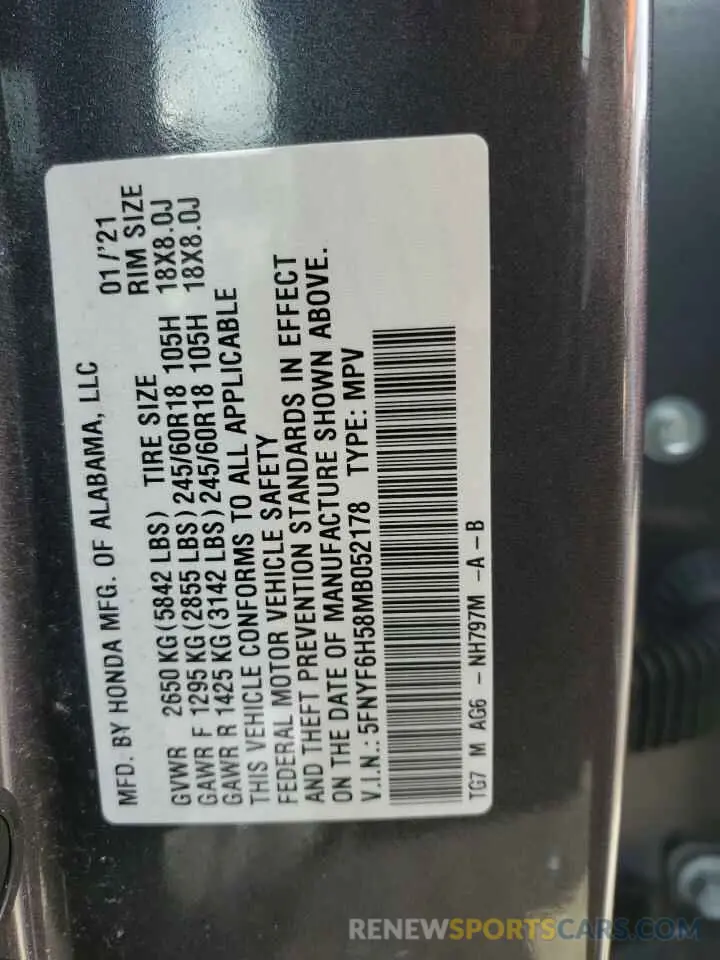 MFD. BY HONDA MFG. OF ALABAMA, LLC 01/'21
GVWR 2650 KG(5842 LBS) TIRE SIZE RIM SIZE
GAWR F 1295 KG(2855 LBS)245/60R18 105H 18X8.0J
GAWR R 1425 KG(3142 LBS)245/60R18 105H 18X8.0J
THIS VEHICLE CONFORMS TO ALL APPLICABLE
FEDERAL MOTOR VEHICLE SAFETY
AND THEFT PREVENTION STANDARDS IN EFFECT
ON THE DATE OF MANUFACTURE SHOWN ABOVE.
V.I.N.: 5FNYF6H58MB052178 TYPE: MPV
TG7 M AG6 -NH797M -A -B
RENEWSPORTSCARS.COM